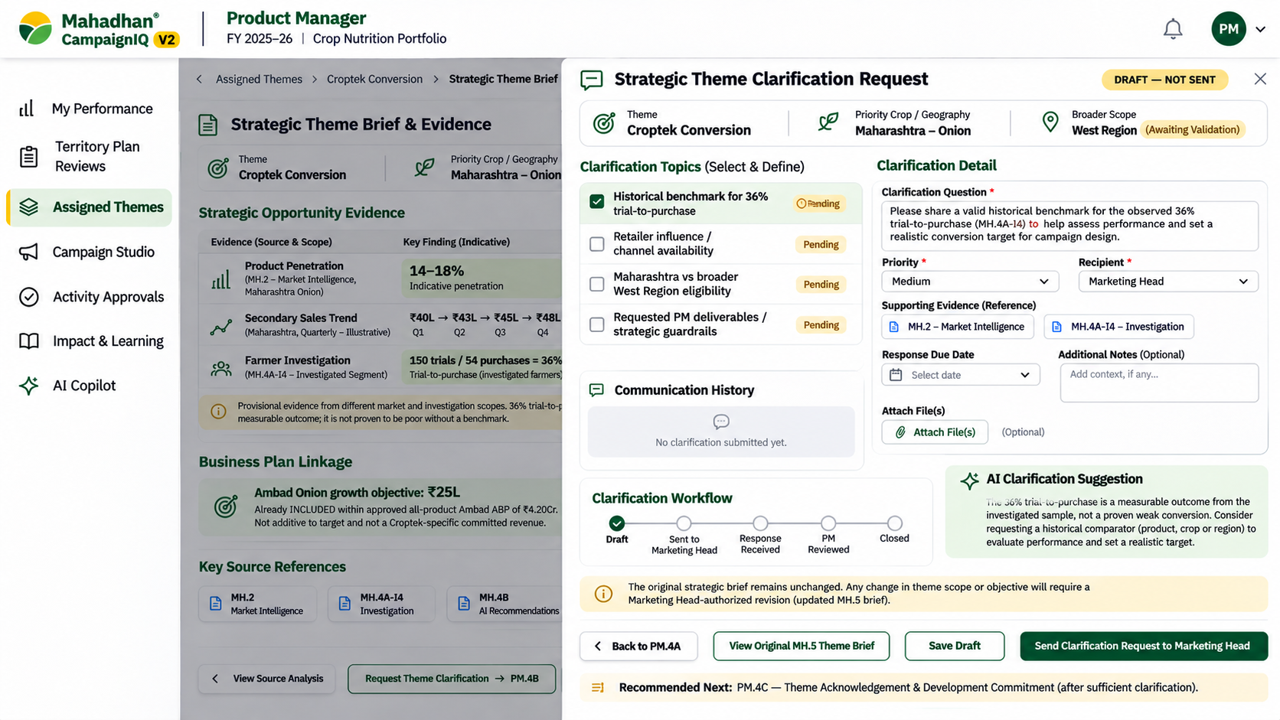 Mahadhan®
CampaignIQ V2
Product Manager
FY 2025–26 | Crop Nutrition Portfolio
PM
My Performance
Territory Plan
Reviews
Assigned Themes
Campaign Studio
Activity Approvals
Impact & Learning
AI Copilot
Assigned Themes > Croptek Conversion > Strategic Theme Brief
Strategic Theme Brief & Evidence
Theme
Croptek Conversion
Priority Crop / Geography
Maharashtra – Onion
Strategic Opportunity Evidence
Evidence (Source & Scope)
Key Finding (Indicative)
Product Penetration
(MH.2 – Market Intelligence,
Maharashtra Onion)
14–18%
Indicative penetration
Secondary Sales Trend
(Maharashtra, Quarterly – Illustrative)
₹40L → ₹43L → ₹45L → ₹48L
Q1 Q2 Q3 Q4
Farmer Investigation
(MH.4A-I4 – Investigated Segment)
150 trials / 54 purchases = 36%
Trial-to-purchase (investigated farmers)
Provisional evidence from different market and investigation scopes. 36% trial-to-p
measurable outcome; it is not proven to be poor without a benchmark.
Business Plan Linkage
Ambad Onion growth objective: ₹25L
Already INCLUDED within approved all-product Ambad ABP of ₹4.20Cr.
Not additive to target and not a Croptek-specific committed revenue.
Key Source References
MH.2
Market Intelligence
MH.4A-I4
Investigation
MH.4B
AI Recommendations
View Source Analysis
Request Theme Clarification → PM.4B
Strategic Theme Clarification Request
DRAFT — NOT SENT
Theme
Croptek Conversion
Priority Crop / Geography
Maharashtra – Onion
Broader Scope
West Region (Awaiting Validation)
Clarification Topics (Select & Define)
Historical benchmark for 36%
trial-to-purchase
Retailer influence /
channel availability
Pending
Maharashtra vs broader
West Region eligibility
Pending
Requested PM deliverables /
strategic guardrails
Pending
Communication History
No clarification submitted yet.
Clarification Detail
Clarification Question *
Please share a valid historical benchmark for the observed 36%
trial-to-purchase (MH.4A-I4) to help assess performance and set a
realistic conversion target for campaign design.
Priority *
Medium
Recipient *
Marketing Head
Supporting Evidence (Reference)
MH.2 – Market Intelligence
MH.4A-I4 – Investigation
Response Due Date
Select date
Additional Notes (Optional)
Add context, if any...
Attach File(s)
Attach File(s)
(Optional)
Clarification Workflow
Draft
Sent to
Marketing Head
Response
Received
PM
Reviewed
Closed
AI Clarification Suggestion
The 36% trial-to-purchase is a measurable outcome from the
investigated sample, not a proven weak conversion. Consider
requesting a historical comparator (product, crop or region) to
evaluate performance and set a realistic target.
The original strategic brief remains unchanged. Any change in theme scope or objective will require a
Marketing Head-authorized revision (updated MH.5 brief).
Back to PM.4A
View Original MH.5 Theme Brief
Save Draft
Send Clarification Request to Marketing Head
Recommended Next: PM.4C — Theme Acknowledgement & Development Commitment (after sufficient clarification).